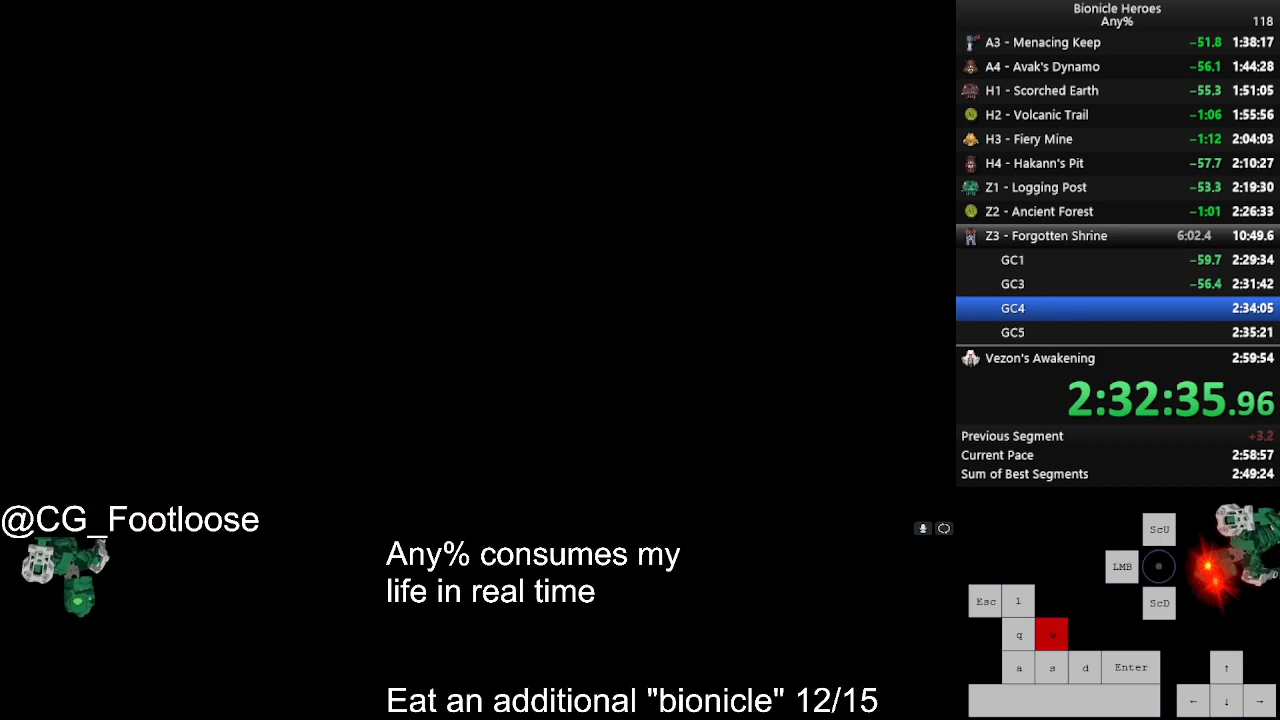 Bionicle Heroes
Any% 118
A3 - Menacing Keep -51.8 1:38:17
A4 - Avak's Dynamo -56.1 1:44:28
H1 - Scorched Earth -55.3 1:51:05
H2 - Volcanic Trail -1:06 1:55:56
H3 - Fiery Mine -1:12 2:04:03
H4 - Hakann's Pit -57.7 2:10:27
Z1 - Logging Post -53.3 2:19:30
Z2 - Ancient Forest -1:01 2:26:33
Z3 - Forgotten Shrine 6:02.4 10:49.6
GC1 -59.7 2:29:34
GC3 -56.4 2:31:42
GC4 2:34:05
GC5 2:35:21
Vezon's Awakening 2:59:54
2:32:35.96
Previous Segment +3.2
Current Pace 2:58:57
Sum of Best Segments 2:49:24
@CG_Footloose
Any% consumes my
life in real time
Eat an additional "bionicle" 12/15
ScU
LMB
ScD
Esc 1
q w
a s d Enter
↑
← ↓ →